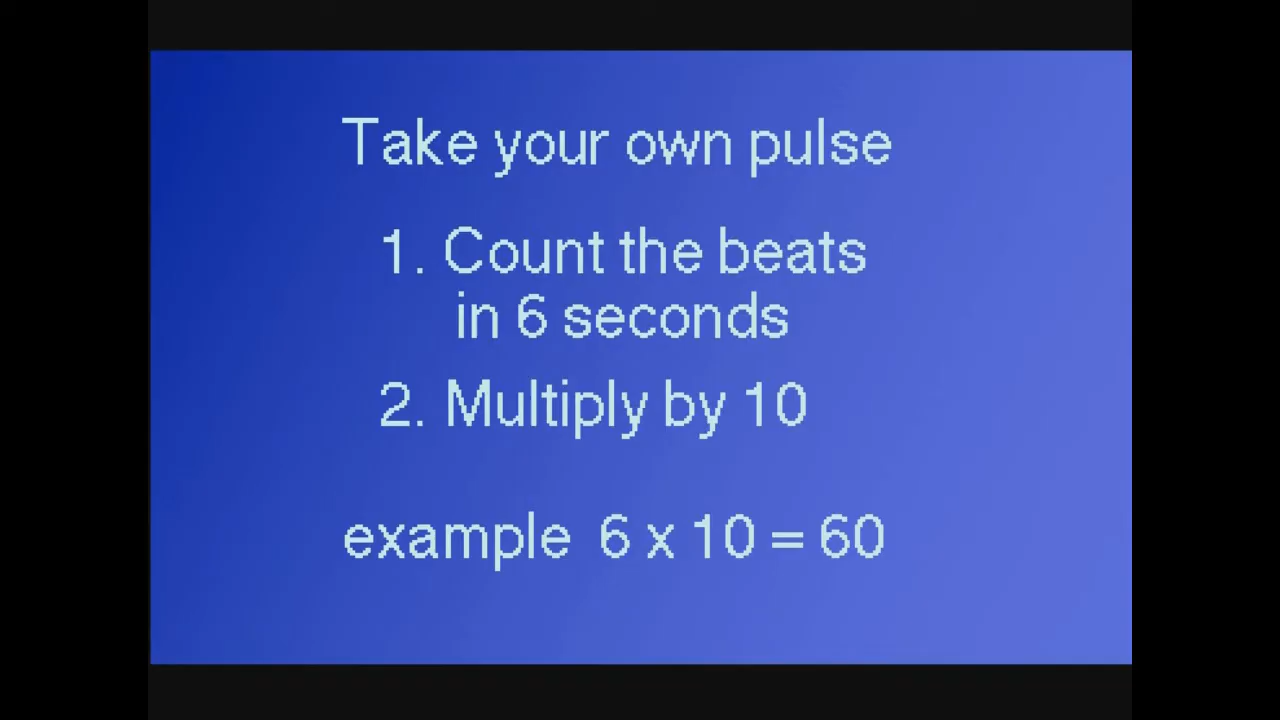 Take your own pulse
1. Count the beats
in 6 seconds
2. Multiply by 10
example 6 x 10 = 60